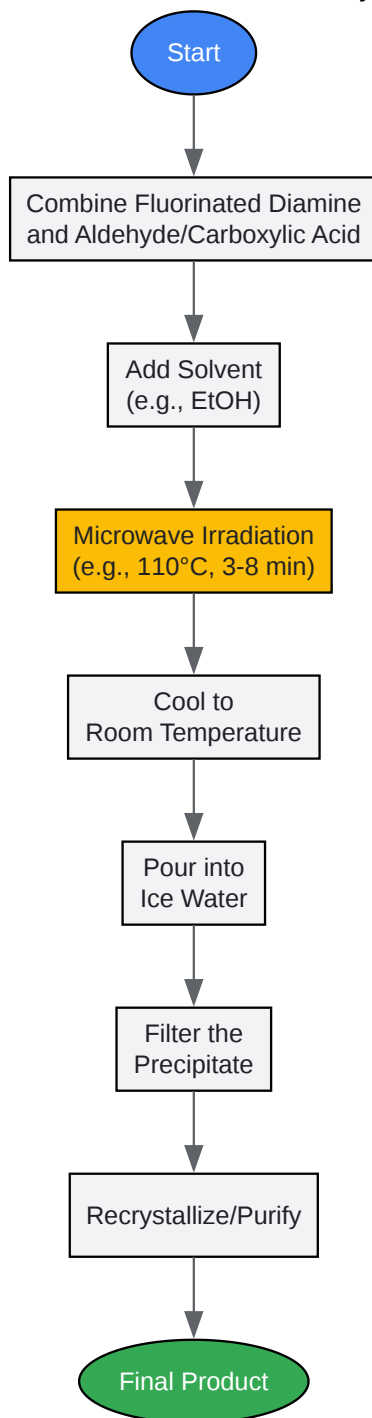 Start
Combine Fluorinated Diamine
and Aldehyde/Carboxylic Acid
Add Solvent
(e.g., EtOH)
Microwave Irradiation
(e.g., 110°C, 3-8 min)
Cool to
Room Temperature
Pour into
Ice Water
Filter the
Precipitate
Recrystallize/Purify
Final Product